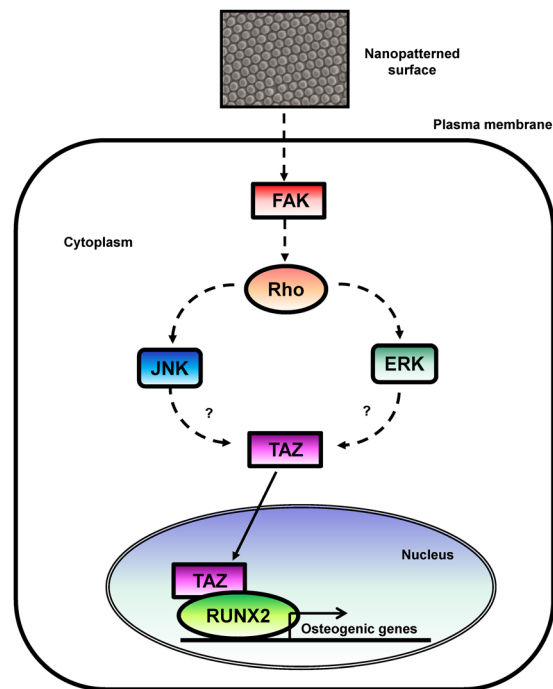 Nanopatterned
surface
Plasma membrane
FAK
Cytoplasm
Rho
JNK
ERK
?
?
TAZ
Nucleus
TAZ
RUNX2
Osteogenic genes